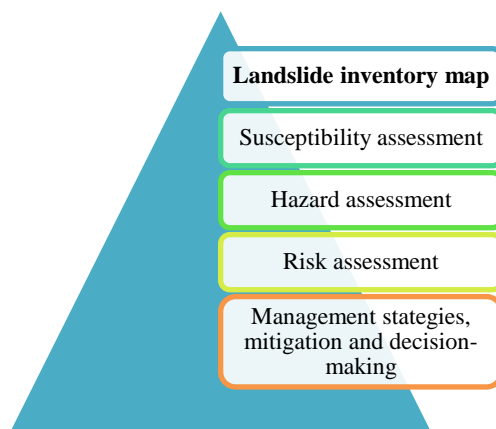 Landslide inventory map
Susceptibility assessment
Hazard assessment
Risk assessment
Management stategies,
mitigation and decision-
making